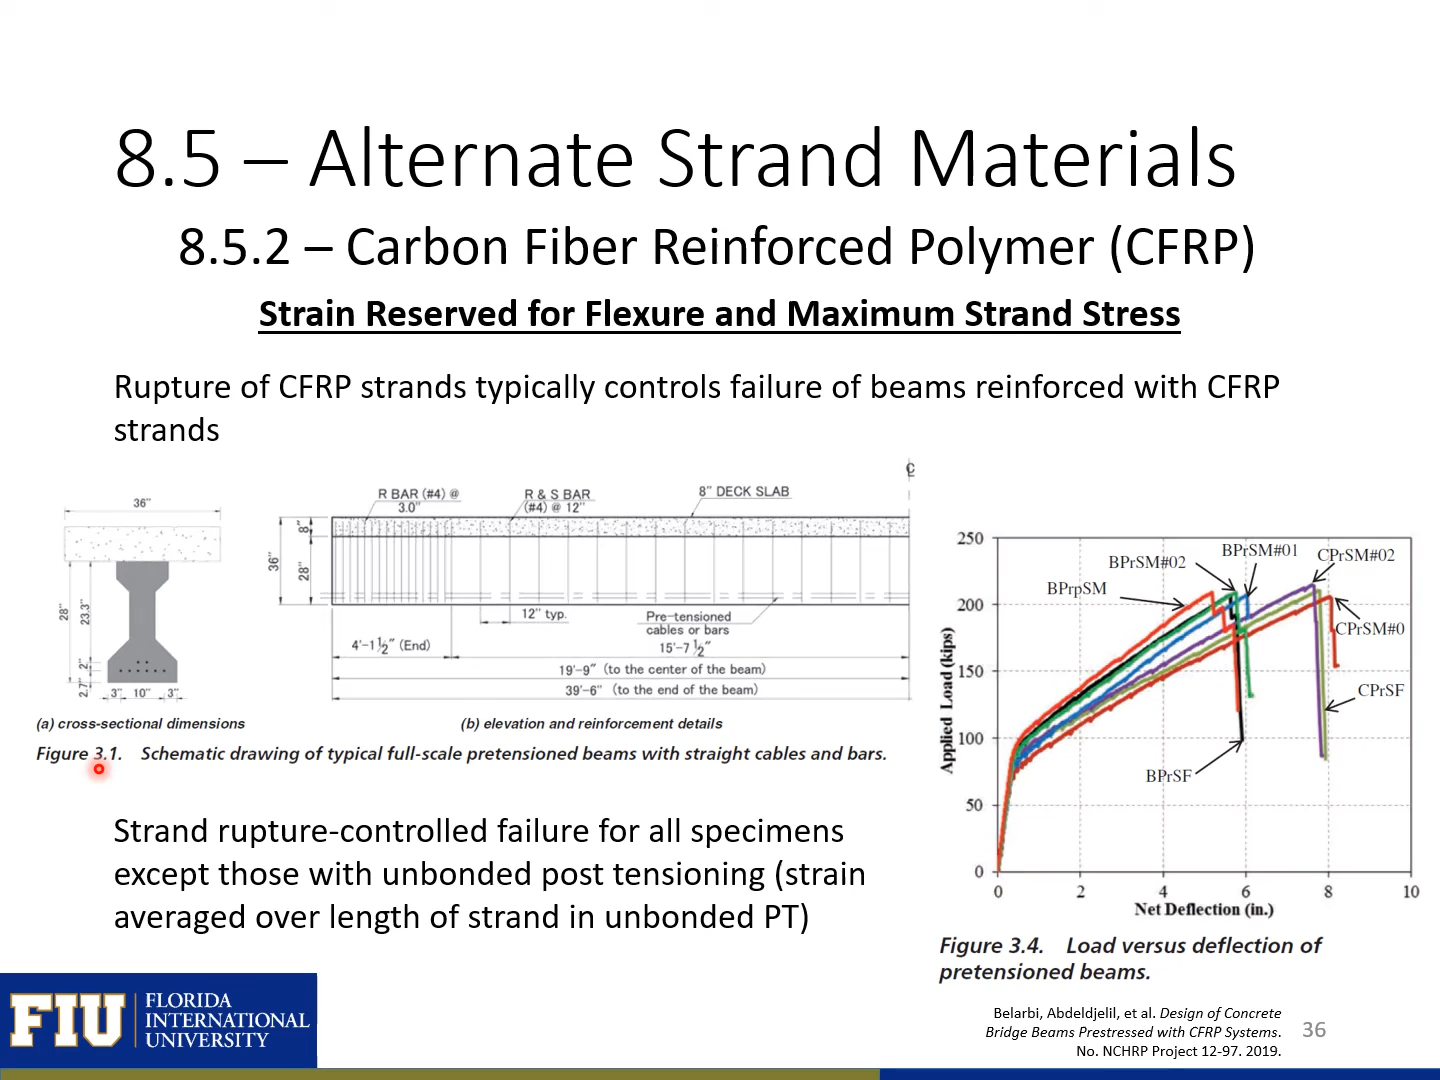 8.5 – Alternate Strand Materials
8.5.2 – Carbon Fiber Reinforced Polymer (CFRP)
Strain Reserved for Flexure and Maximum Strand Stress
Rupture of CFRP strands typically controls failure of beams reinforced with CFRP
strands
36"
28"
23.3"
2"
2.7"
3"
10"
3"
(a) cross-sectional dimensions
℄
R BAR (#4) @
3.0"
R & S BAR
(#4) @ 12"
8" DECK SLAB
36"
8"
28"
12" typ.
Pre-tensioned
cables or bars
4'-1½" (End)
15'-7½"
19'-9" (to the center of the beam)
39'-6" (to the end of the beam)
(b) elevation and reinforcement details
Figure 3.1. Schematic drawing of typical full-scale pretensioned beams with straight cables and bars.
Strand rupture-controlled failure for all specimens
except those with unbonded post tensioning (strain
averaged over length of strand in unbonded PT)
Applied Load (kips)
250
200
150
100
50
0
BPrpSM
BPrSM#02
BPrSM#01
CPrSM#02
CPrSM#0
CPrSF
BPrSF
0 2 4 6 8 10
Net Deflection (in.)
Figure 3.4. Load versus deflection of
pretensioned beams.
FIU
FLORIDA
INTERNATIONAL
UNIVERSITY
Belarbi, Abdeldjelil, et al. Design of Concrete
Bridge Beams Prestressed with CFRP Systems.
No. NCHRP Project 12-97. 2019.
36